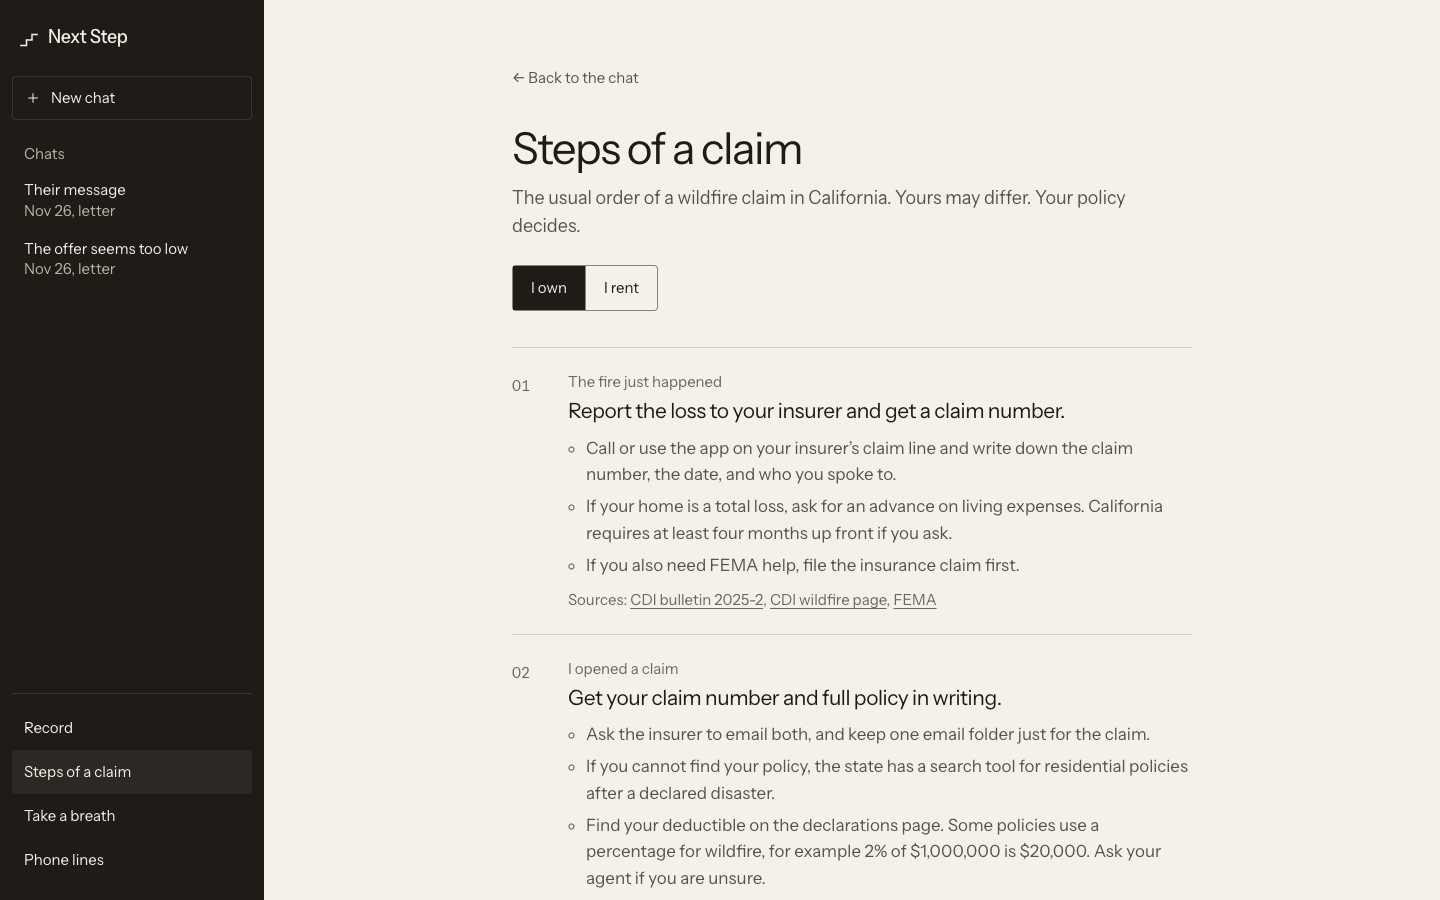 Next Step
+ New chat
Chats
Their message
Nov 26, letter
The offer seems too low
Nov 26, letter
Record
Steps of a claim
Take a breath
Phone lines
← Back to the chat
Steps of a claim
The usual order of a wildfire claim in California. Yours may differ. Your policy
decides.
I own
I rent
01
The fire just happened
Report the loss to your insurer and get a claim number.
Call or use the app on your insurer’s claim line and write down the claim
number, the date, and who you spoke to.
If your home is a total loss, ask for an advance on living expenses. California
requires at least four months up front if you ask.
If you also need FEMA help, file the insurance claim first.
Sources: CDI bulletin 2025-2, CDI wildfire page, FEMA
02
I opened a claim
Get your claim number and full policy in writing.
Ask the insurer to email both, and keep one email folder just for the claim.
If you cannot find your policy, the state has a search tool for residential policies
after a declared disaster.
Find your deductible on the declarations page. Some policies use a
percentage for wildfire, for example 2% of $1,000,000 is $20,000. Ask your
agent if you are unsure.